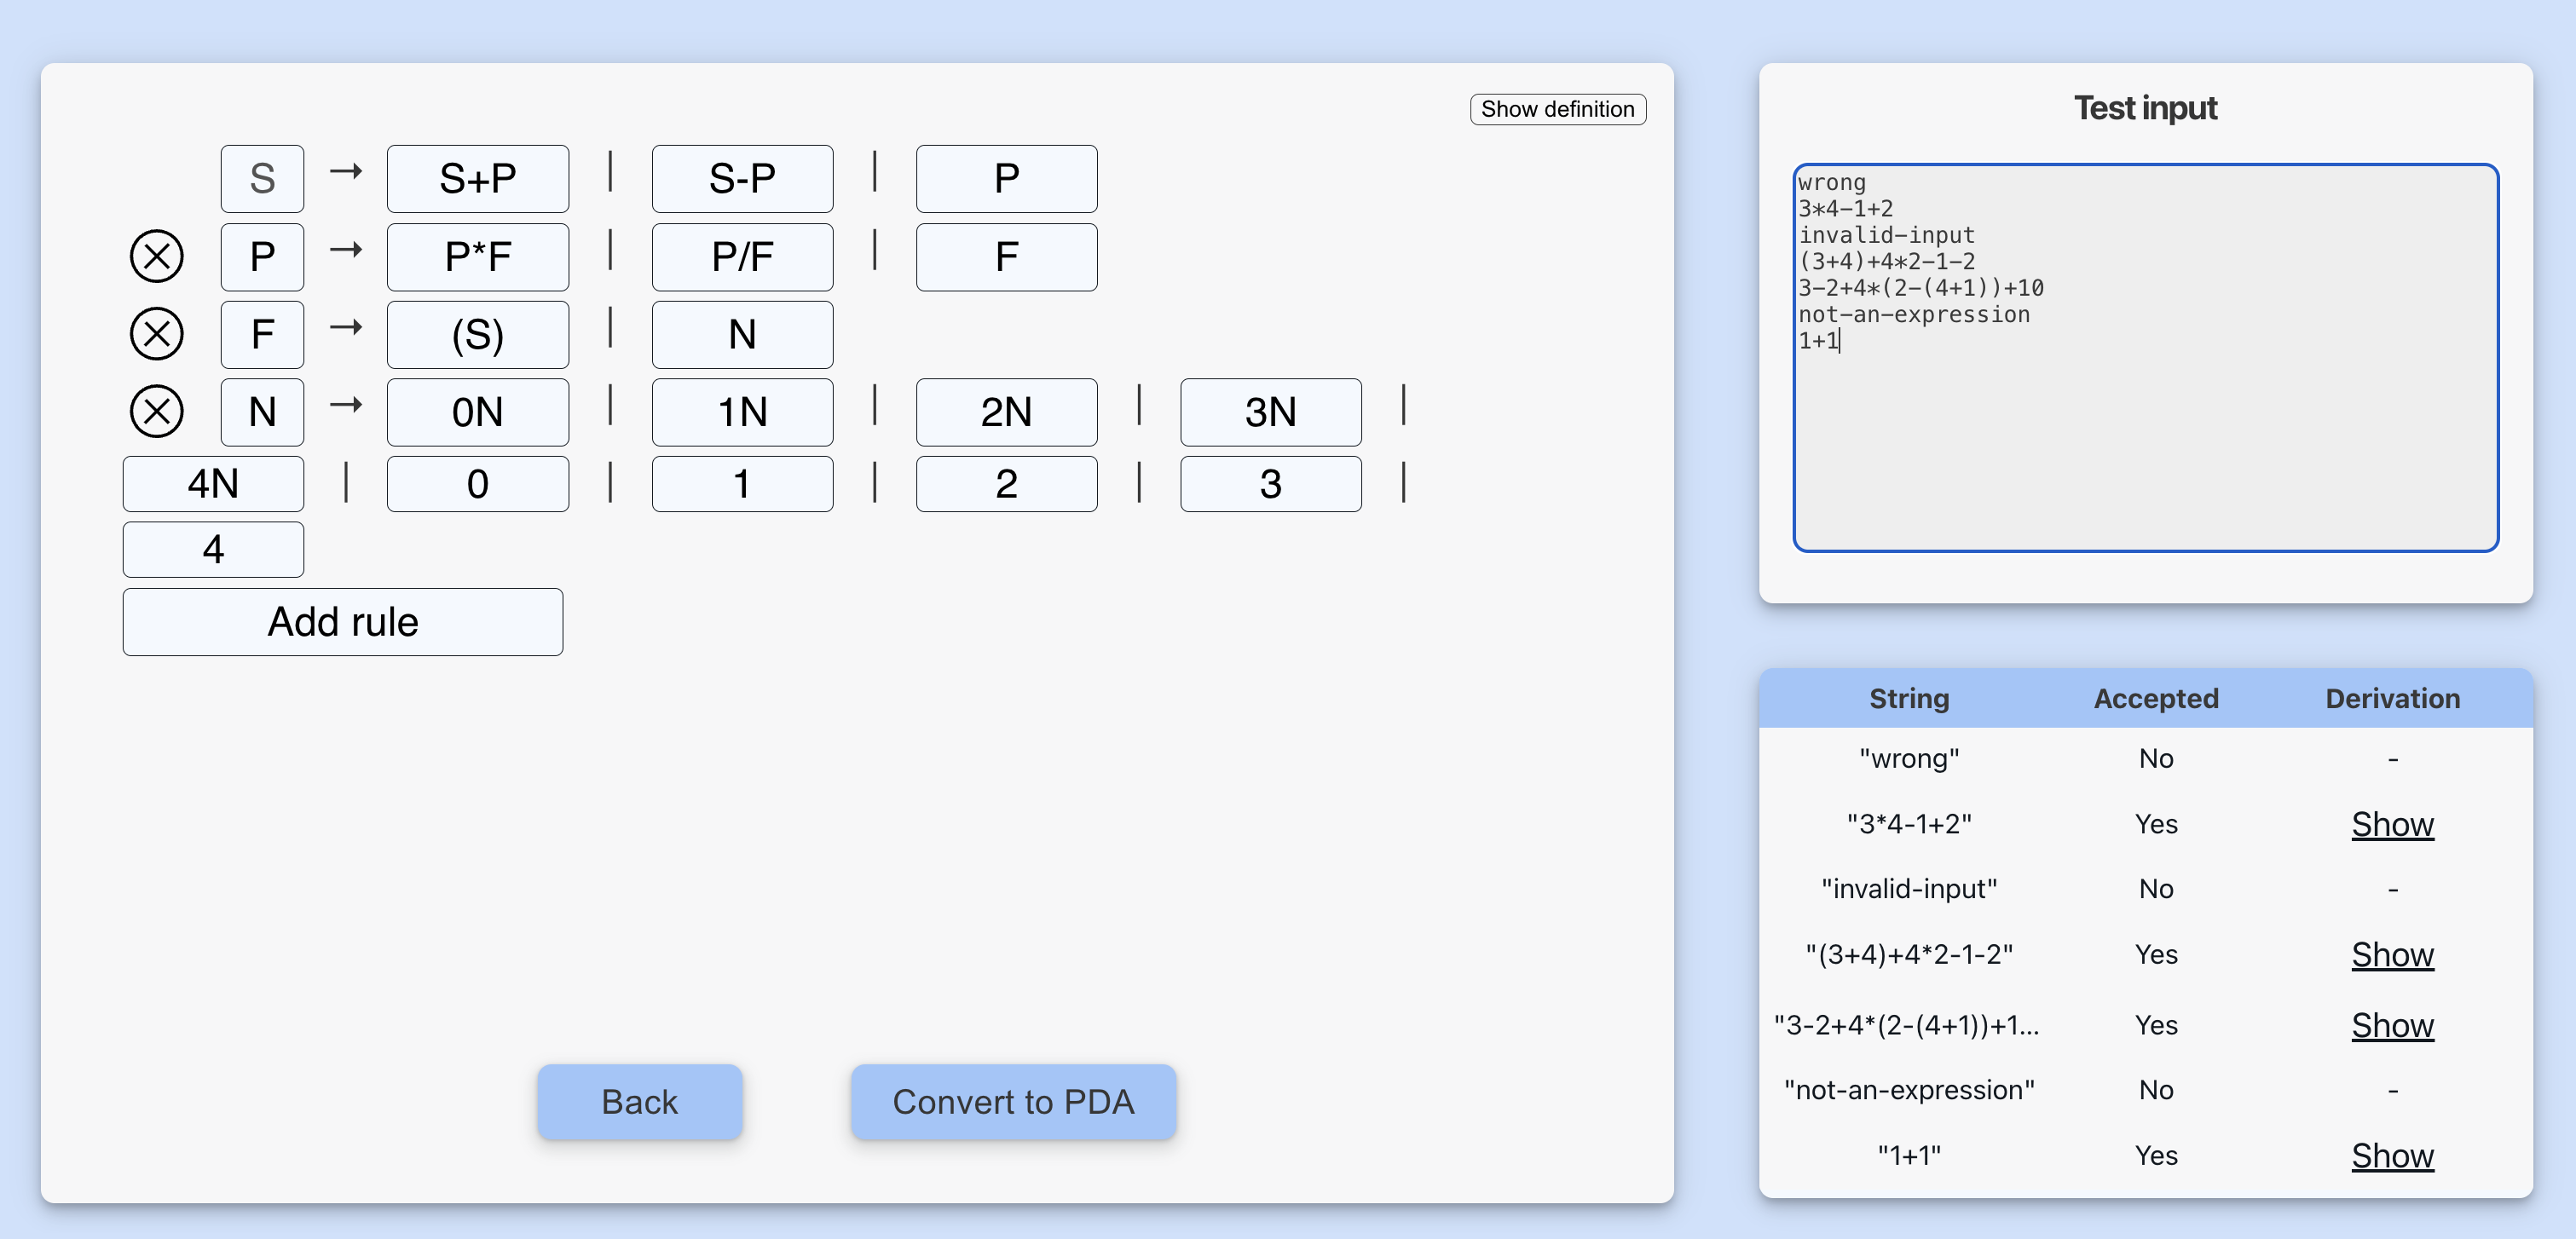 Show definition
S → S+P | S-P | P
P → P*F | P/F | F
F → (S) | N
N → 0N | 1N | 2N | 3N |
4N | 0 | 1 | 2 | 3 |
4
Add rule
Back Convert to PDA
Test input
wrong
3*4-1+2
invalid-input
(3+4)+4*2-1-2
3-2+4*(2-(4+1))+10
not-an-expression
1+1
String Accepted Derivation
"wrong" No -
"3*4-1+2" Yes Show
"invalid-input" No -
"(3+4)+4*2-1-2" Yes Show
"3-2+4*(2-(4+1))+1... Yes Show
"not-an-expression" No -
"1+1" Yes Show